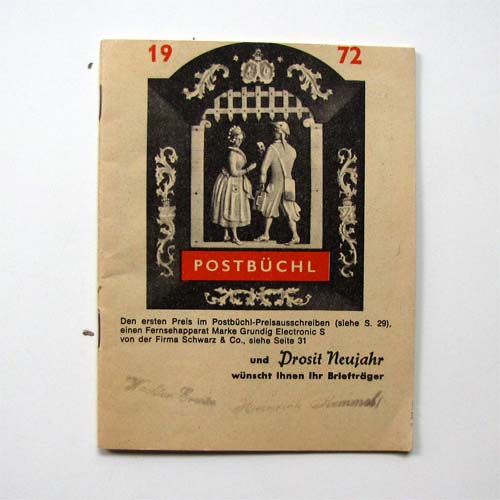 19 72
POSTBÜCHL
Den ersten Preis im Postbüchl-Preisausschreiben (siehe S. 29),
einen Fernsehapparat Marke Grundig Electronic S
von der Firma Schwarz & Co., siehe Seite 31
und Prosit Neujahr
wünscht Ihnen Ihr Briefträger